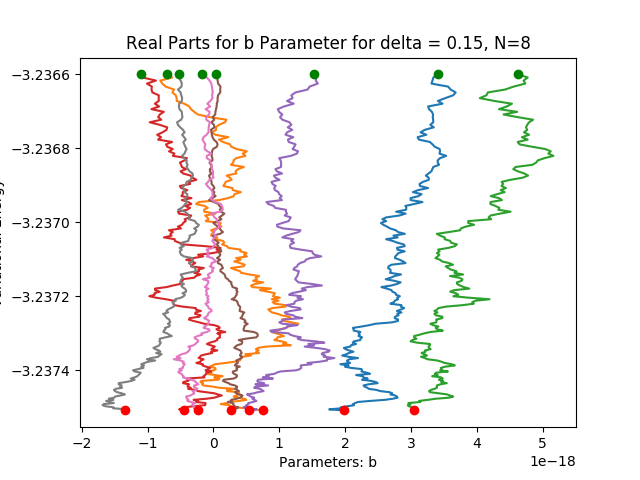 Real Parts for b Parameter for delta = 0.15, N=8
−3.2366
−3.2368
−3.2370
−3.2372
−3.2374
−2 −1 0 1 2 3 4 5
1e−18
Parameters: b